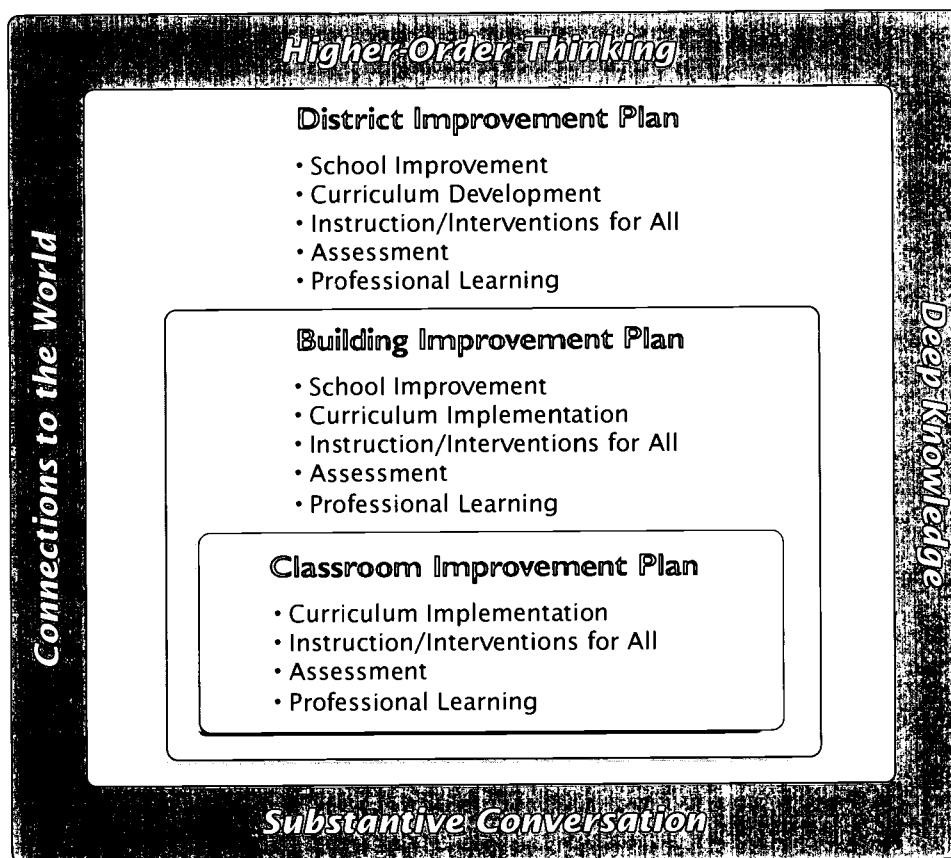 Higher-Order Thinking
District Improvement Plan
• School Improvement
• Curriculum Development
• Instruction/Interventions for All
• Assessment
• Professional Learning
Building Improvement Plan
• School Improvement
• Curriculum Implementation
• Instruction/Interventions for All
• Assessment
• Professional Learning
Classroom Improvement Plan
• Curriculum Implementation
• Instruction/Interventions for All
• Assessment
• Professional Learning
Connections to the World
Deep Knowledge
Substantive Conversation